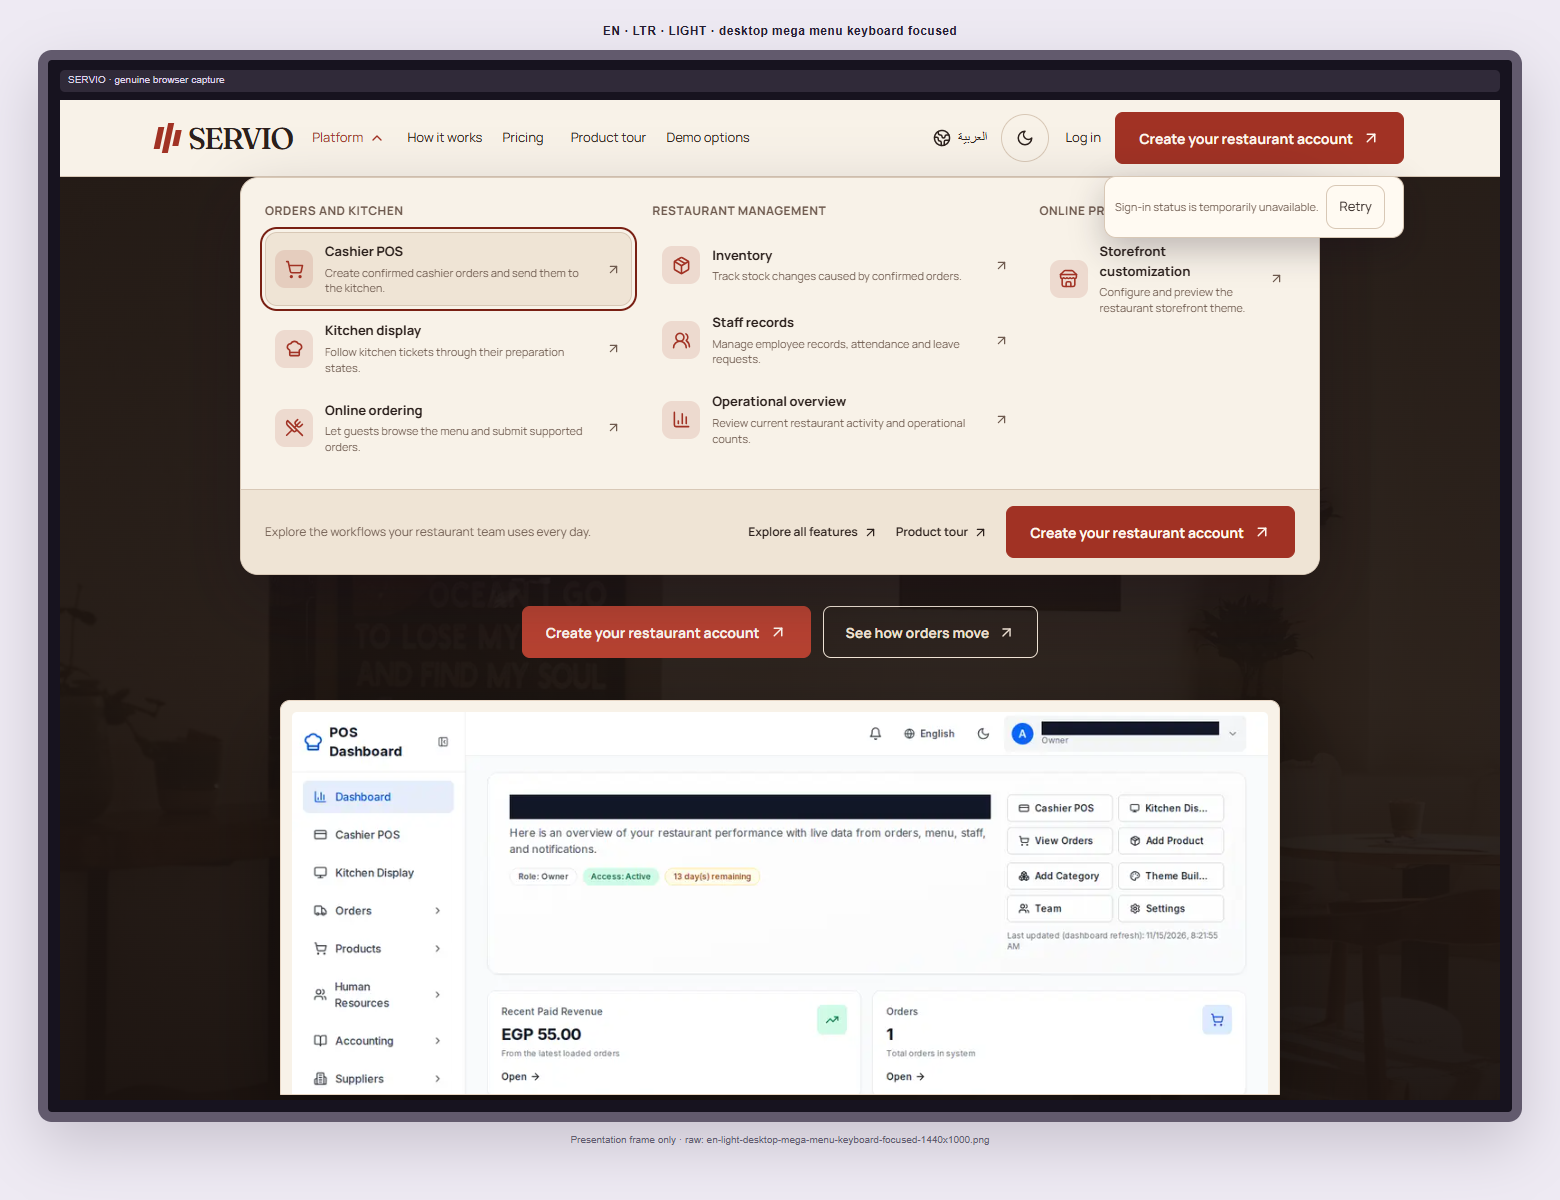 EN · LTR · LIGHT · desktop mega menu keyboard focused
SERVIO · genuine browser capture
SERVIO
Platform
How it works
Pricing
Product tour
Demo options
العربية
Log in
Create your restaurant account
Sign-in status is temporarily unavailable.
Retry
ORDERS AND KITCHEN
Cashier POS
Create confirmed cashier orders and send them to
the kitchen.
Kitchen display
Follow kitchen tickets through their preparation
states.
Online ordering
Let guests browse the menu and submit supported
orders.
RESTAURANT MANAGEMENT
Inventory
Track stock changes caused by confirmed orders.
Staff records
Manage employee records, attendance and leave
requests.
Operational overview
Review current restaurant activity and operational
counts.
ONLINE PR
Storefront
customization
Configure and preview the
restaurant storefront theme.
Explore the workflows your restaurant team uses every day.
Explore all features
Product tour
Create your restaurant account
TO LOSE MY
AND FIND MY SOUL
Create your restaurant account
See how orders move
POS
Dashboard
Dashboard
Cashier POS
Kitchen Display
Orders
Products
Human
Resources
Accounting
Suppliers
English
A
Owner
Here is an overview of your restaurant performance with live data from orders, menu, staff,
and notifications.
Role: Owner
Access: Active
13 day(s) remaining
Cashier POS
Kitchen Dis...
View Orders
Add Product
Add Category
Theme Buil...
Team
Settings
Last updated (dashboard refresh): 11/15/2026, 8:21:55
AM
Recent Paid Revenue
EGP 55.00
From the latest loaded orders
Open
Orders
1
Total orders in system
Open
Presentation frame only · raw: en-light-desktop-mega-menu-keyboard-focused-1440x1000.png